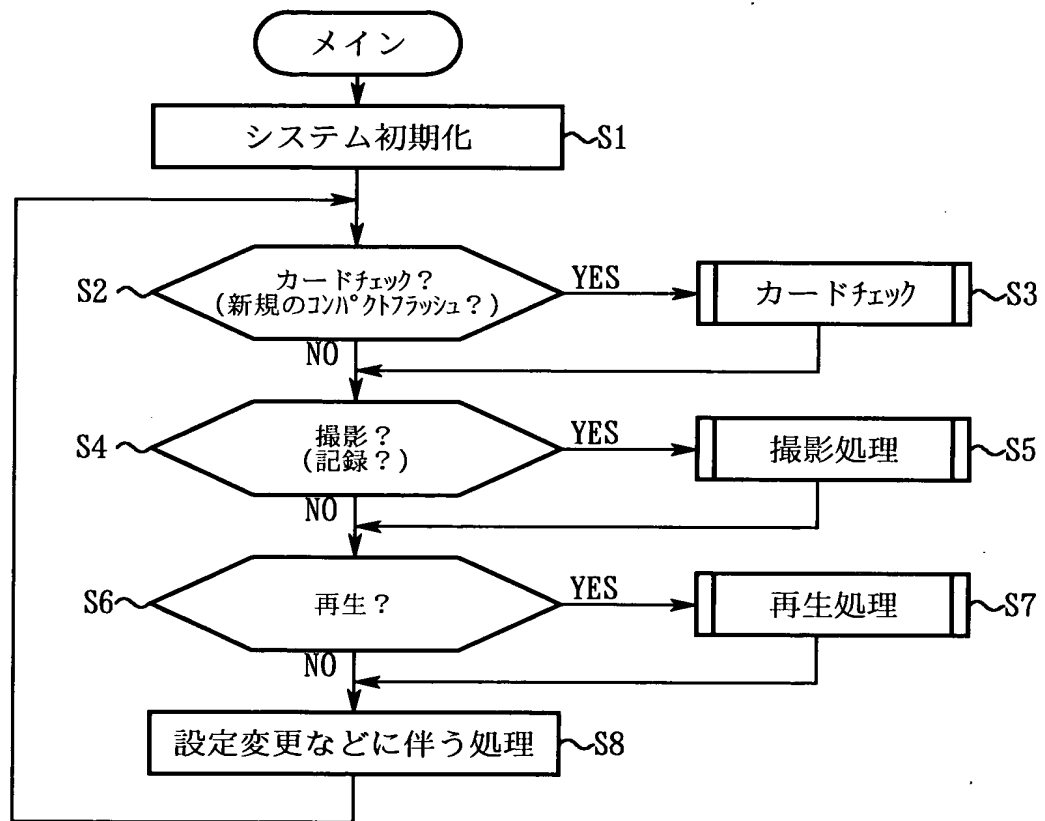 メイン
システム初期化
S1
S2
カードチェック？
(新規のコンパクトフラッシュ？)
YES
カードチェック
S3
NO
S4
撮影？
(記録？)
YES
撮影処理
S5
NO
S6
再生？
YES
再生処理
S7
NO
設定変更などに伴う処理
S8